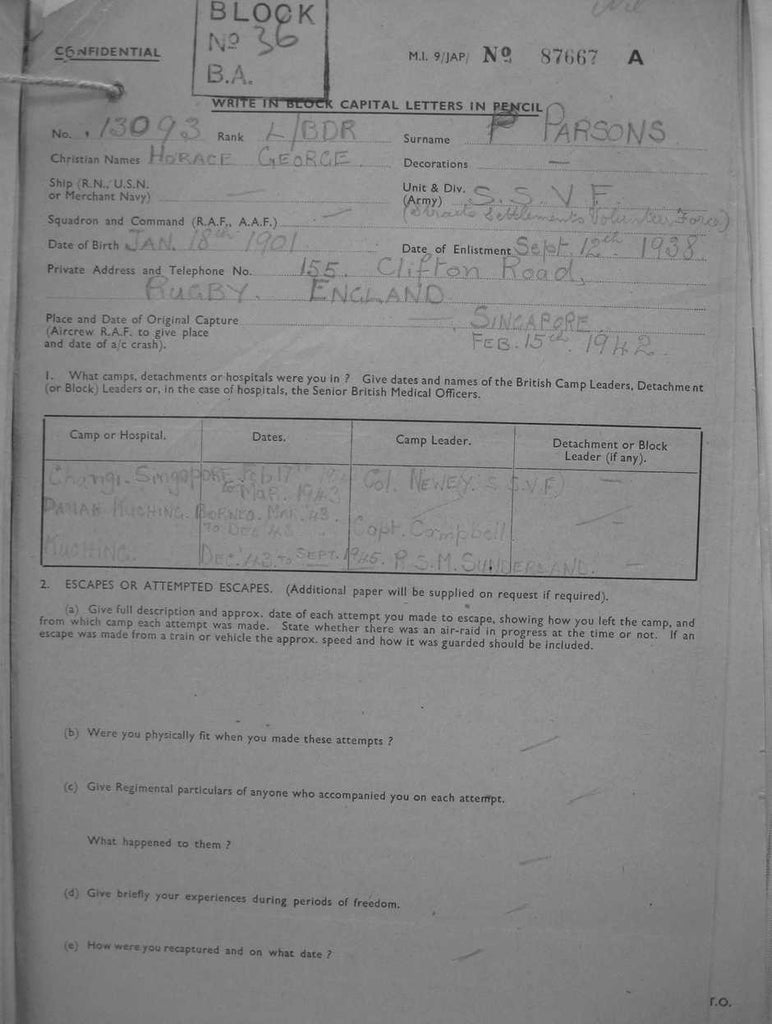 BLOCK
Nº 36
B.A.
CONFIDENTIAL
M.I. 9/JAP/ Nº 87667 A
WRITE IN BLOCK CAPITAL LETTERS IN PENCIL
No. 13093 Rank L/BDR Surname P PARSONS
Christian Names HORACE GEORGE Decorations —
Ship (R.N., U.S.N. or Merchant Navy) —
Unit & Div. (Army) S.S.V.F.
(Straits Settlements Volunteer Force)
Squadron and Command (R.A.F., A.A.F.) —
Date of Birth JAN. 18th 1901 Date of Enlistment Sept. 12th 1938.
Private Address and Telephone No. 155. Clifton Road,
RUGBY. ENGLAND
Place and Date of Original Capture — SINGAPORE.
(Aircrew R.A.F. to give place
and date of a/c crash). FEB. 15th. 1942.
1. What camps, detachments or hospitals were you in ? Give dates and names of the British Camp Leaders, Detachment
(or Block) Leaders or, in the case of hospitals, the Senior British Medical Officers.
Camp or Hospital. Dates. Camp Leader. Detachment or Block
Leader (if any).
Changi. Singapore. Feb 17th
to MAR. 1943 Col. NEWEY. S.S.V.F) —
KUCHING. BORNEO. MAR. 43. —
TO DEC 43 Capt. Campbell
KUCHING. DEC. '43. to SEPT. 1945. R.S.M. SUNDERLAND. —
2. ESCAPES OR ATTEMPTED ESCAPES. (Additional paper will be supplied on request if required).
(a) Give full description and approx. date of each attempt you made to escape, showing how you left the camp, and
from which camp each attempt was made. State whether there was an air-raid in progress at the time or not. If an
escape was made from a train or vehicle the approx. speed and how it was guarded should be included.
(b) Were you physically fit when you made these attempts ? —
(c) Give Regimental particulars of anyone who accompanied you on each attempt. —
What happened to them ? —
(d) Give briefly your experiences during periods of freedom. —
(e) How were you recaptured and on what date ? —
T.O.